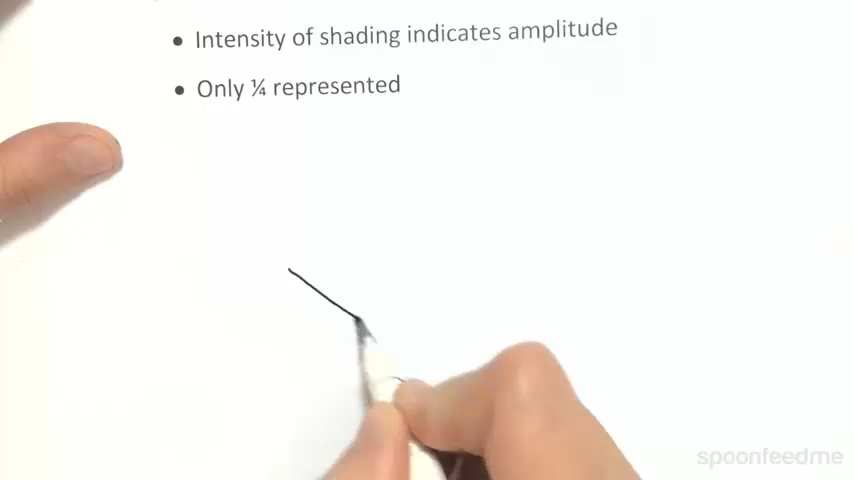 • Intensity of shading indicates amplitude
• Only ¼ represented
spoonfeedme